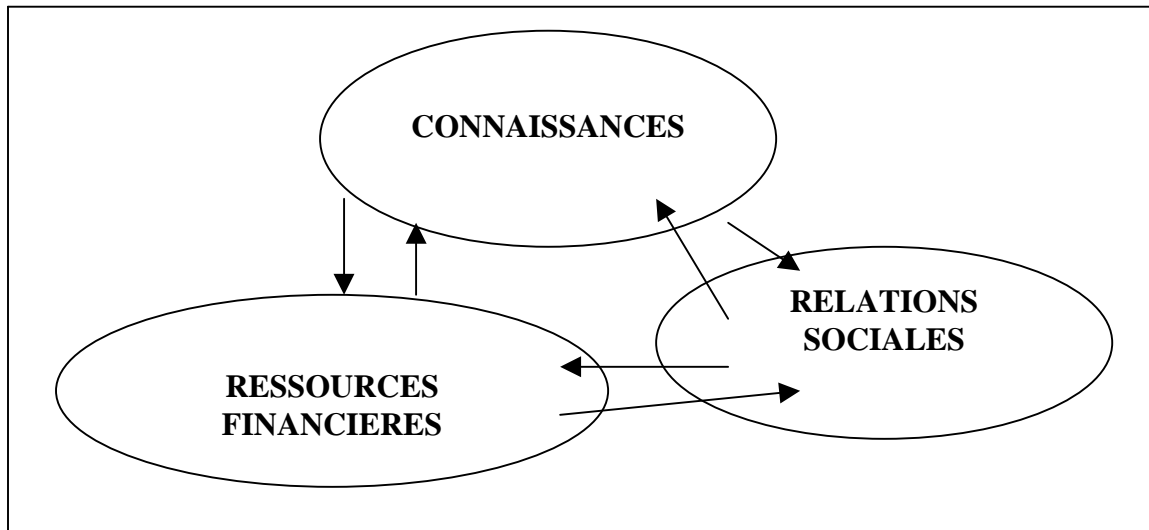 CONNAISSANCES
RELATIONS
SOCIALES
RESSOURCES
FINANCIERES